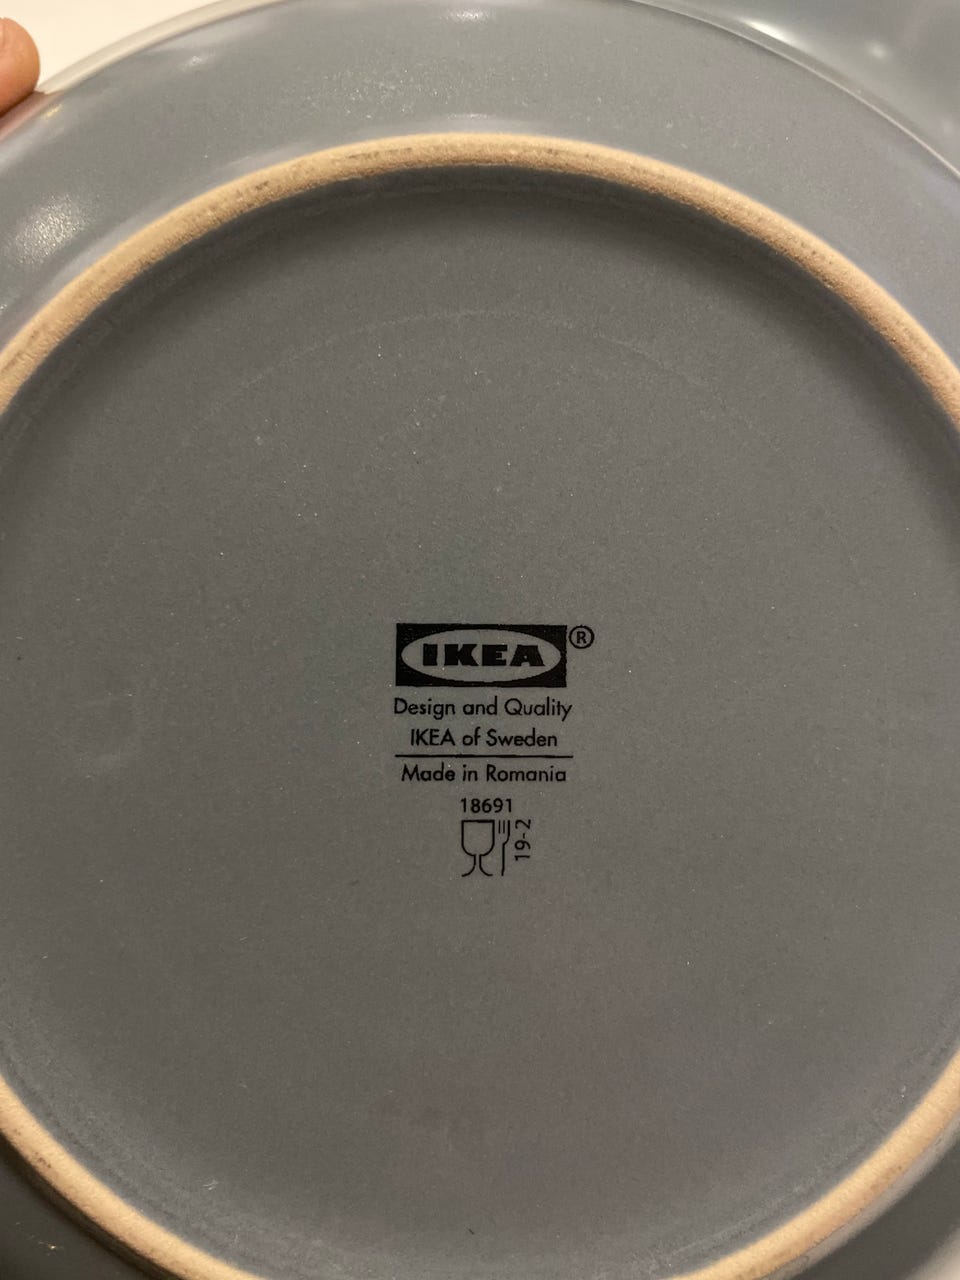 IKEA®
Design and Quality
IKEA of Sweden
Made in Romania
18691
19-2